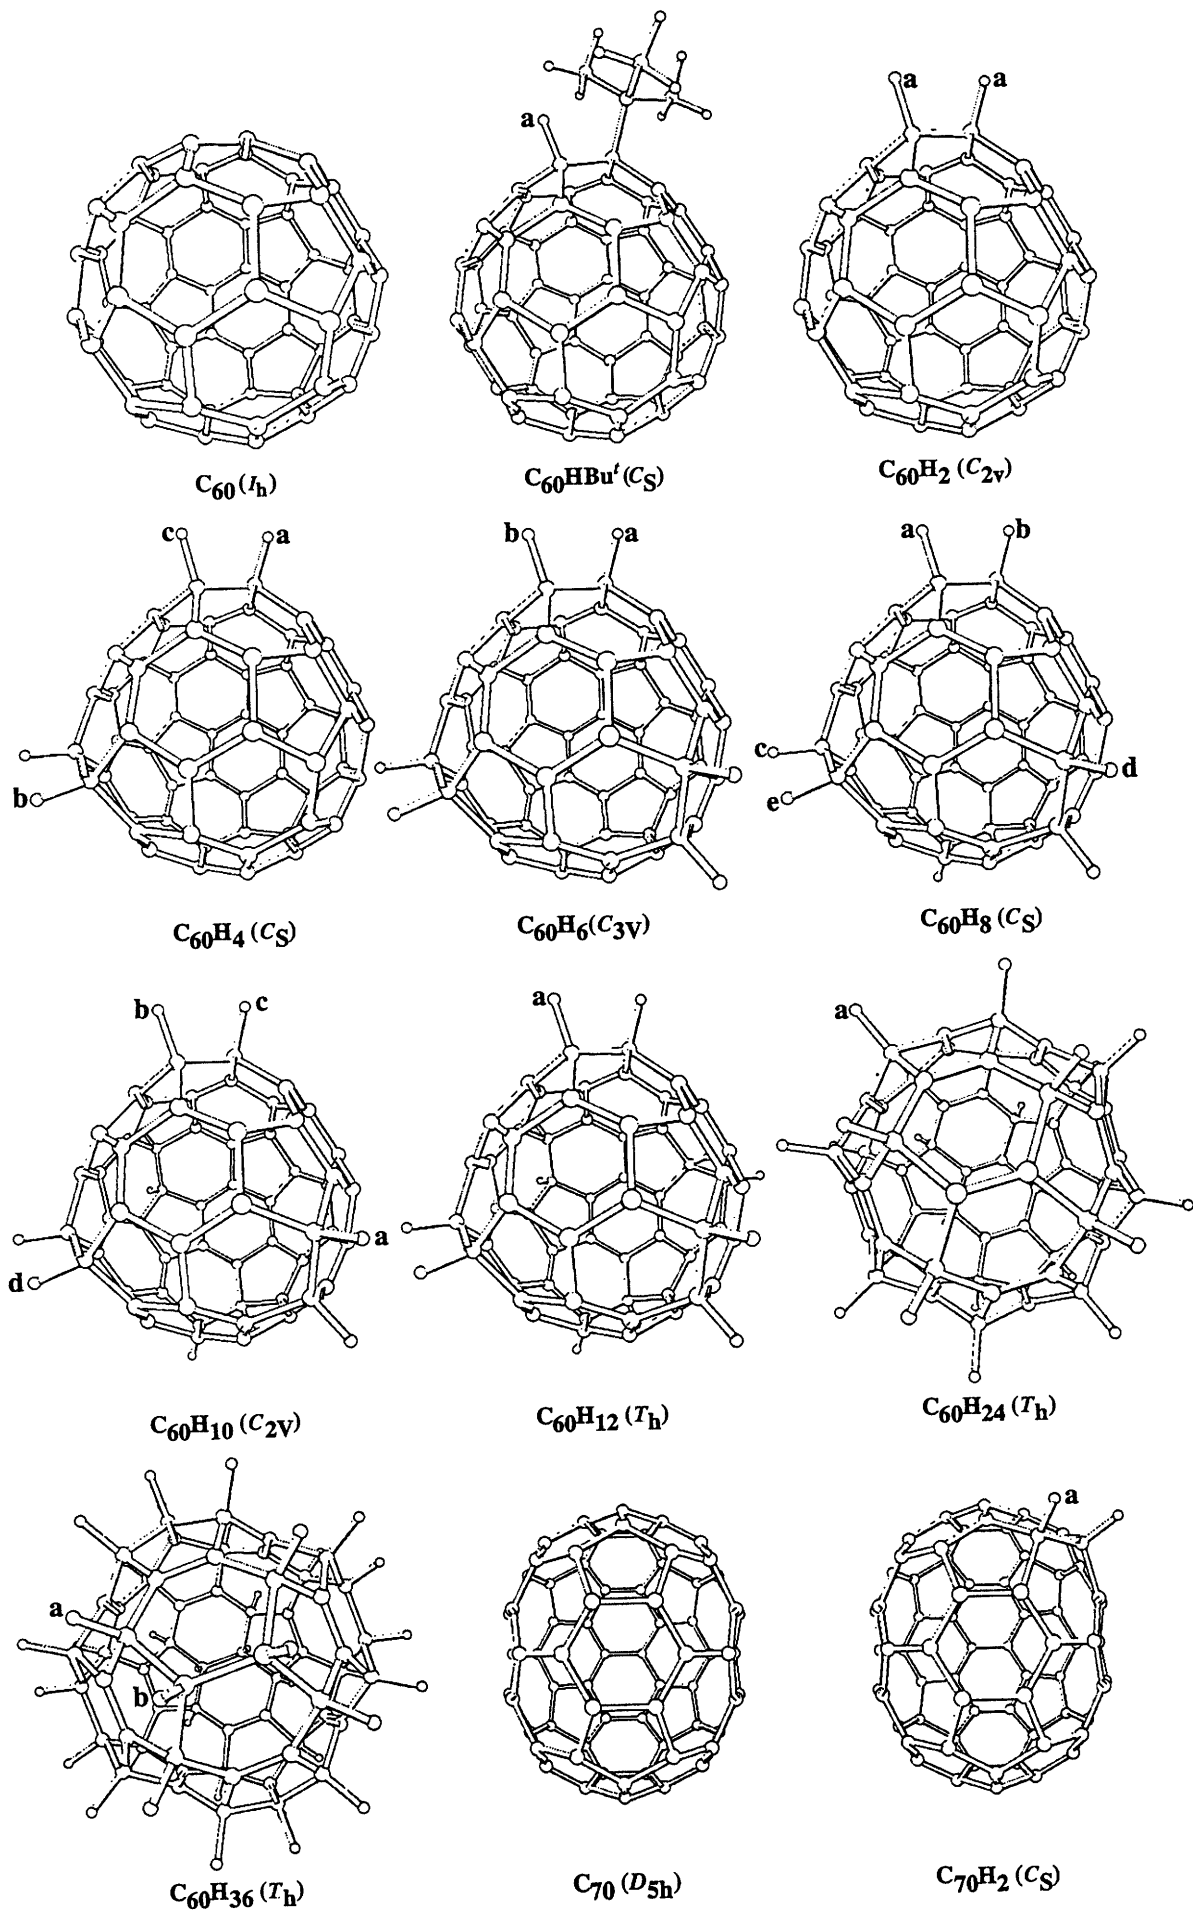 a a a
C60 (Ih) C60HBut (CS) C60H2 (C2v)
c a b a a b
b c e d
C60H4 (CS) C60H6(C3V) C60H8 (CS)
b c a a
d a
C60H10 (C2V) C60H12 (Th) C60H24 (Th)
a a
b
C60H36 (Th) C70 (D5h) C70H2 (CS)